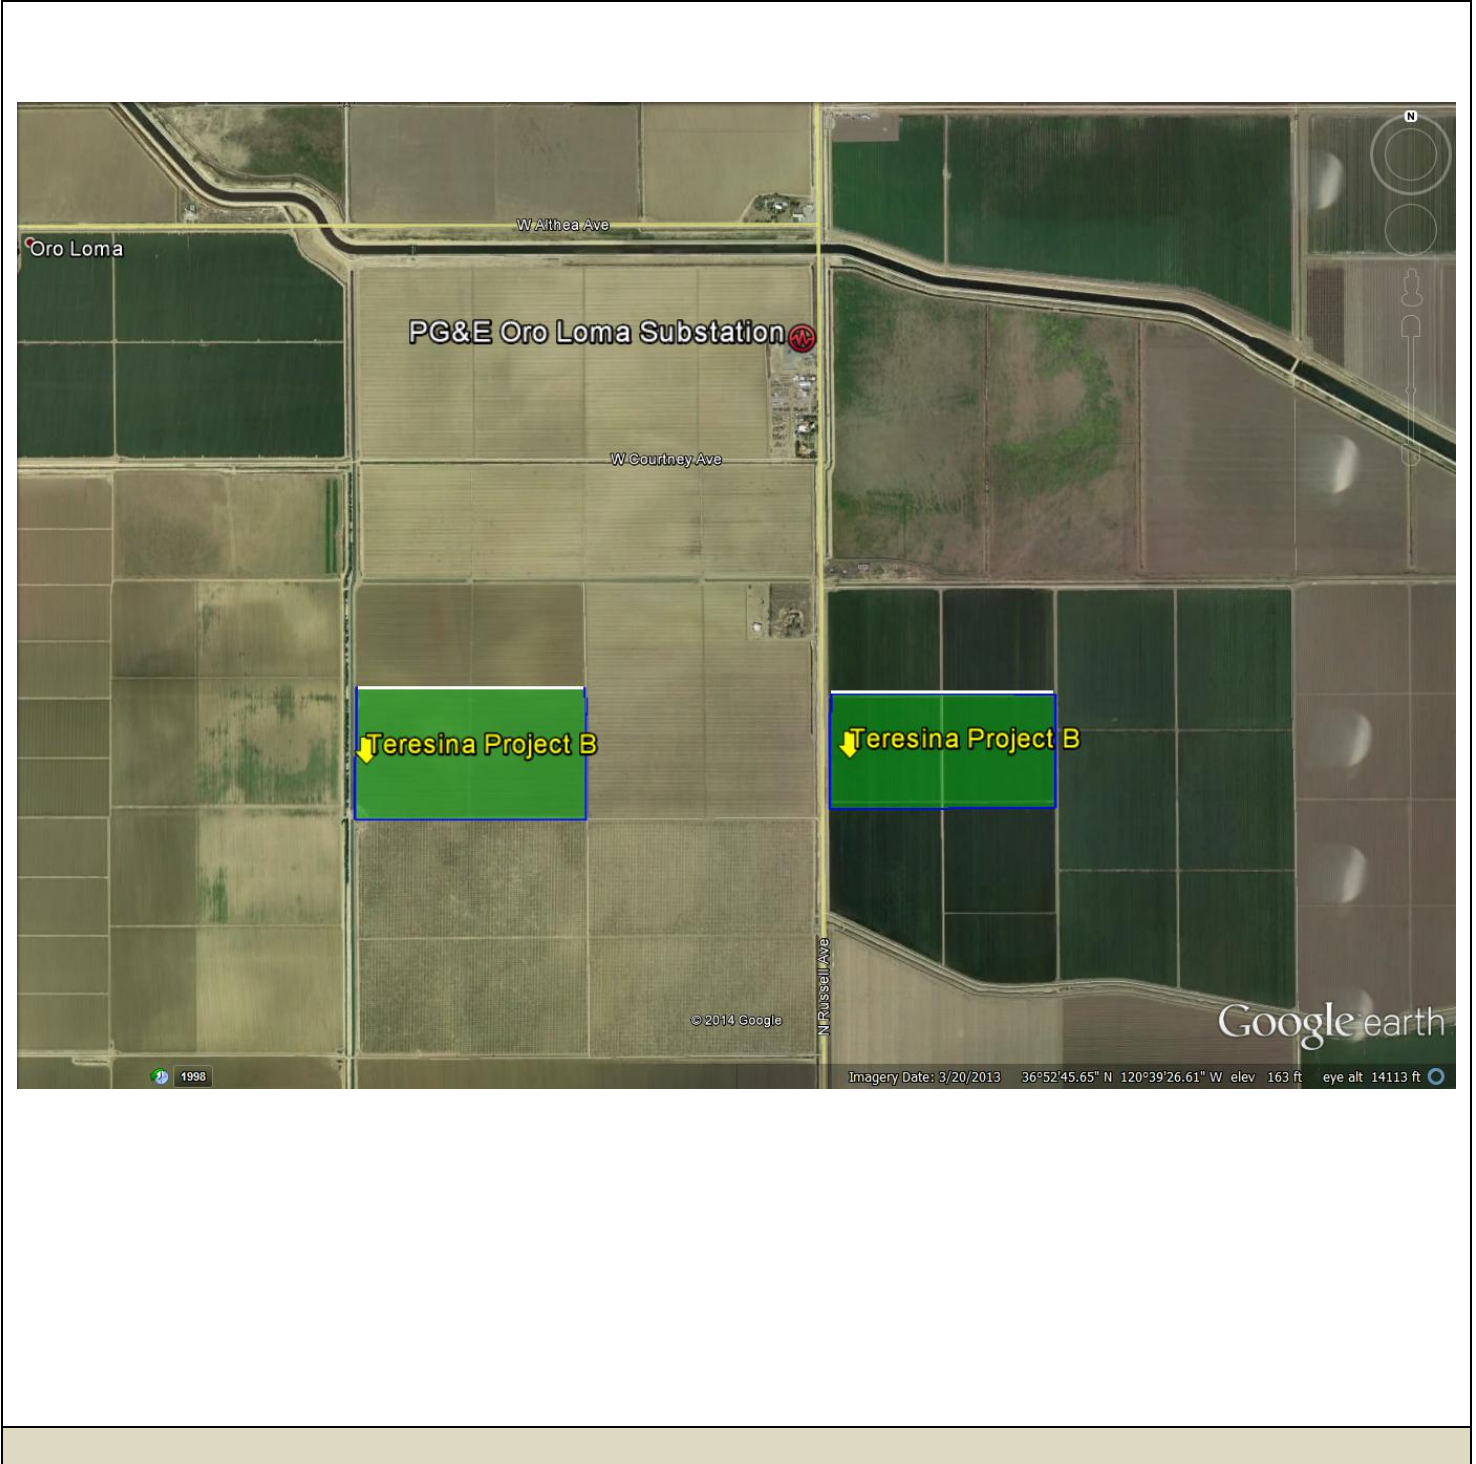 N
W Althea Ave
Oro Loma
PG&E Oro Loma Substation
W Courtney Ave
Teresina Project B
Teresina Project B
N Russell Ave
© 2014 Google
Google earth
1998
Imagery Date: 3/20/2013 36°52'45.65" N 120°39'26.61" W elev 163 ft eye alt 14113 ft